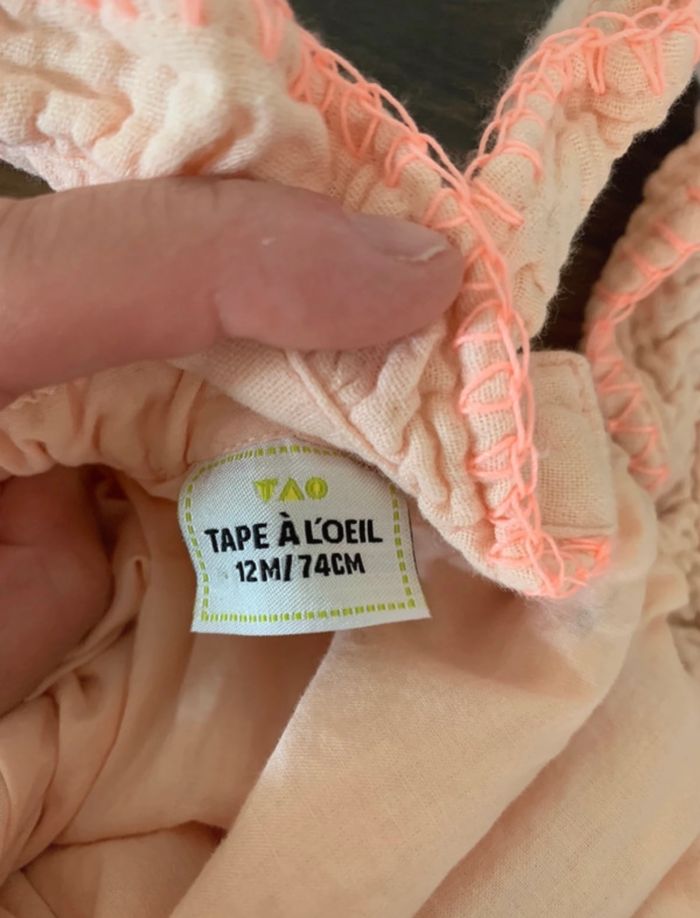 TAO
TAPE À L'OEIL
12M/74CM